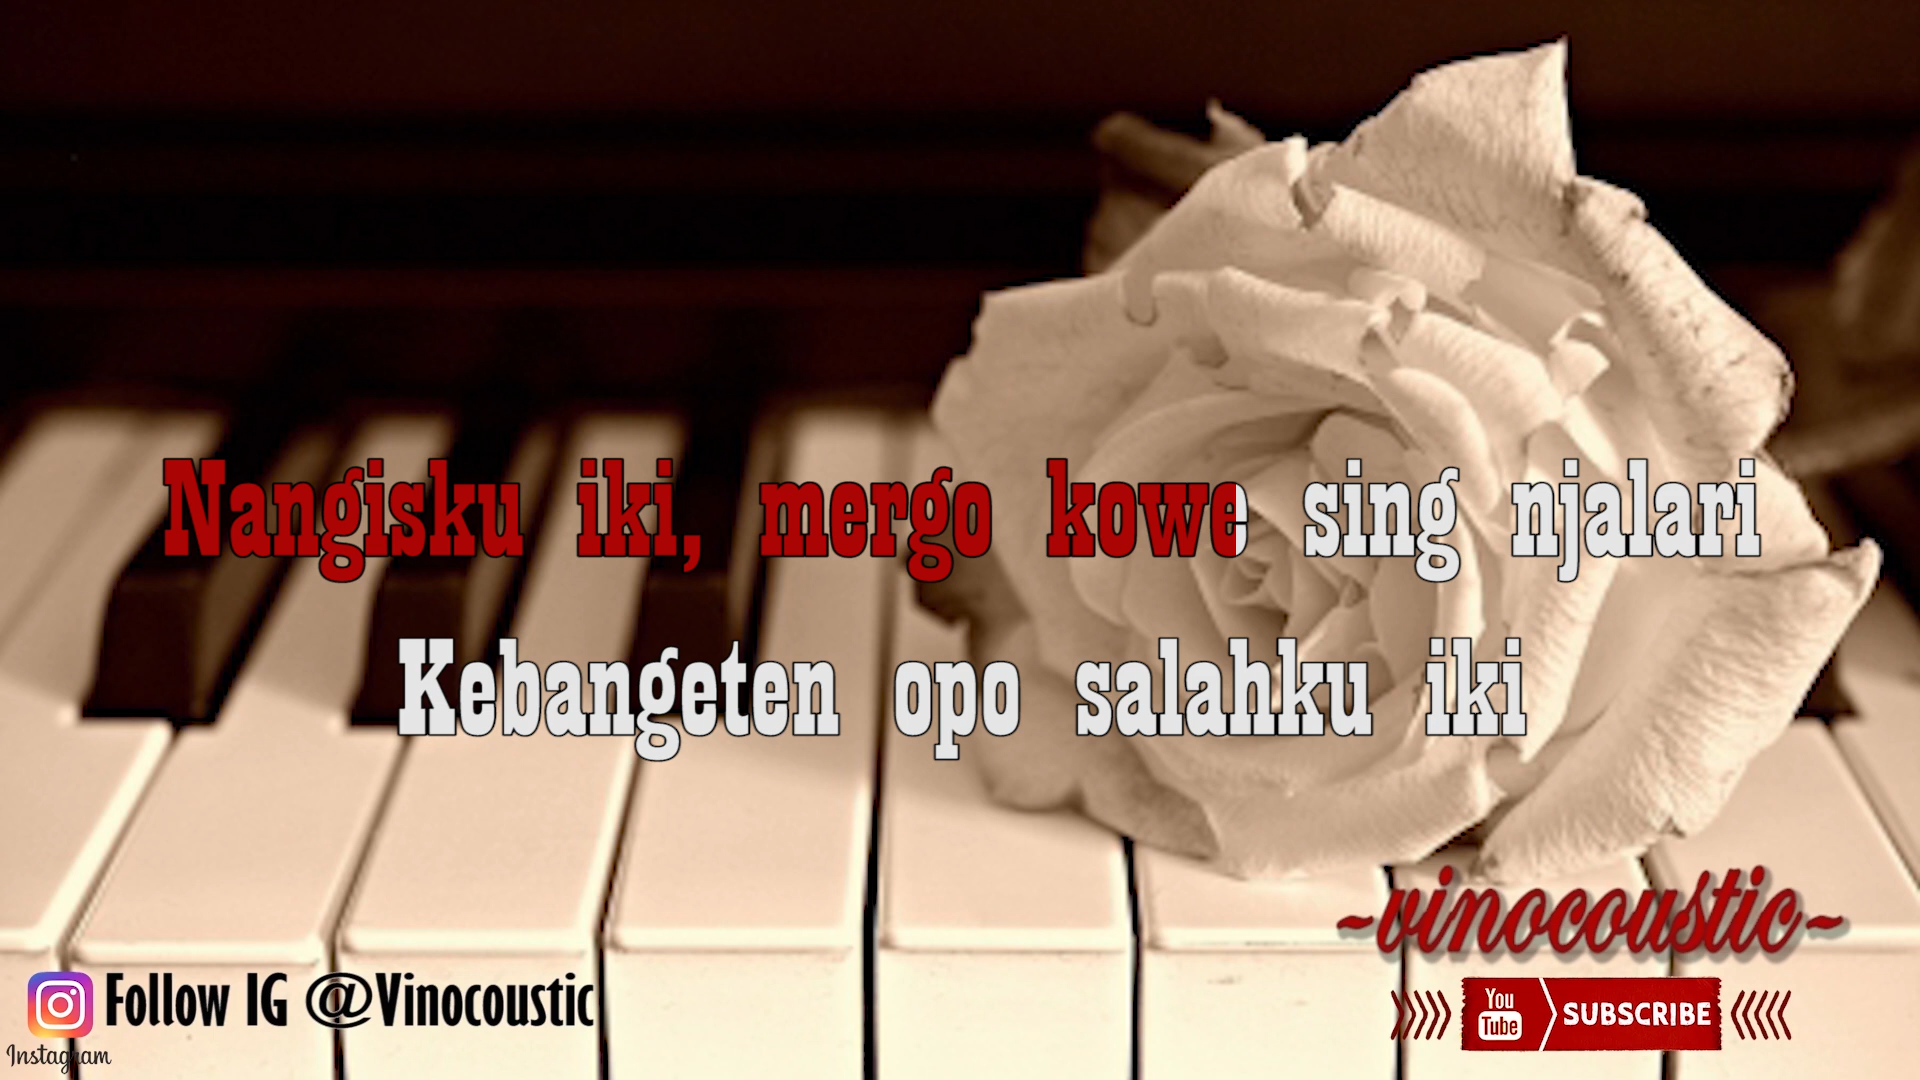 Nangisku iki, mergo kowe sing njalari
Kebangeten opo salahku iki
~vinocoustic~
Follow IG @Vinocoustic
You Tube SUBSCRIBE
Instagram